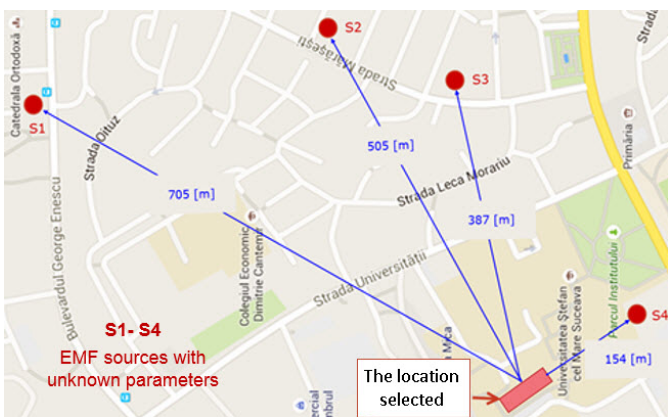 S2
Strada Mărășești
S3
Catedrala Ortodoxă
S1
Strada Oituz
505 [m]
Primăria
705 [m]
Strada Leca Morariu
387 [m]
Bulevardul George Enescu
Colegiul Economic
Dimitrie Cantemir
Strada Universității
Parcul Institutului
Universitatea Ștefan
cel Mare Suceava
S4
S1- S4
EMF sources with
unknown parameters
Mica
154 [m]
The location
selected